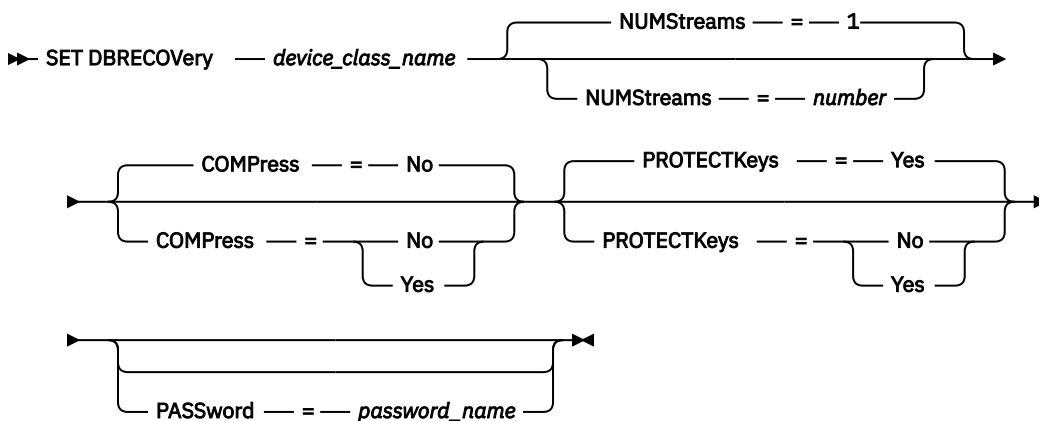 NUMStreams = 1
SET DBRECOVery device_class_name
NUMStreams = number
COMPress = No PROTECTKeys = Yes
COMPress = No PROTECTKeys = No
Yes Yes
PASSword = password_name